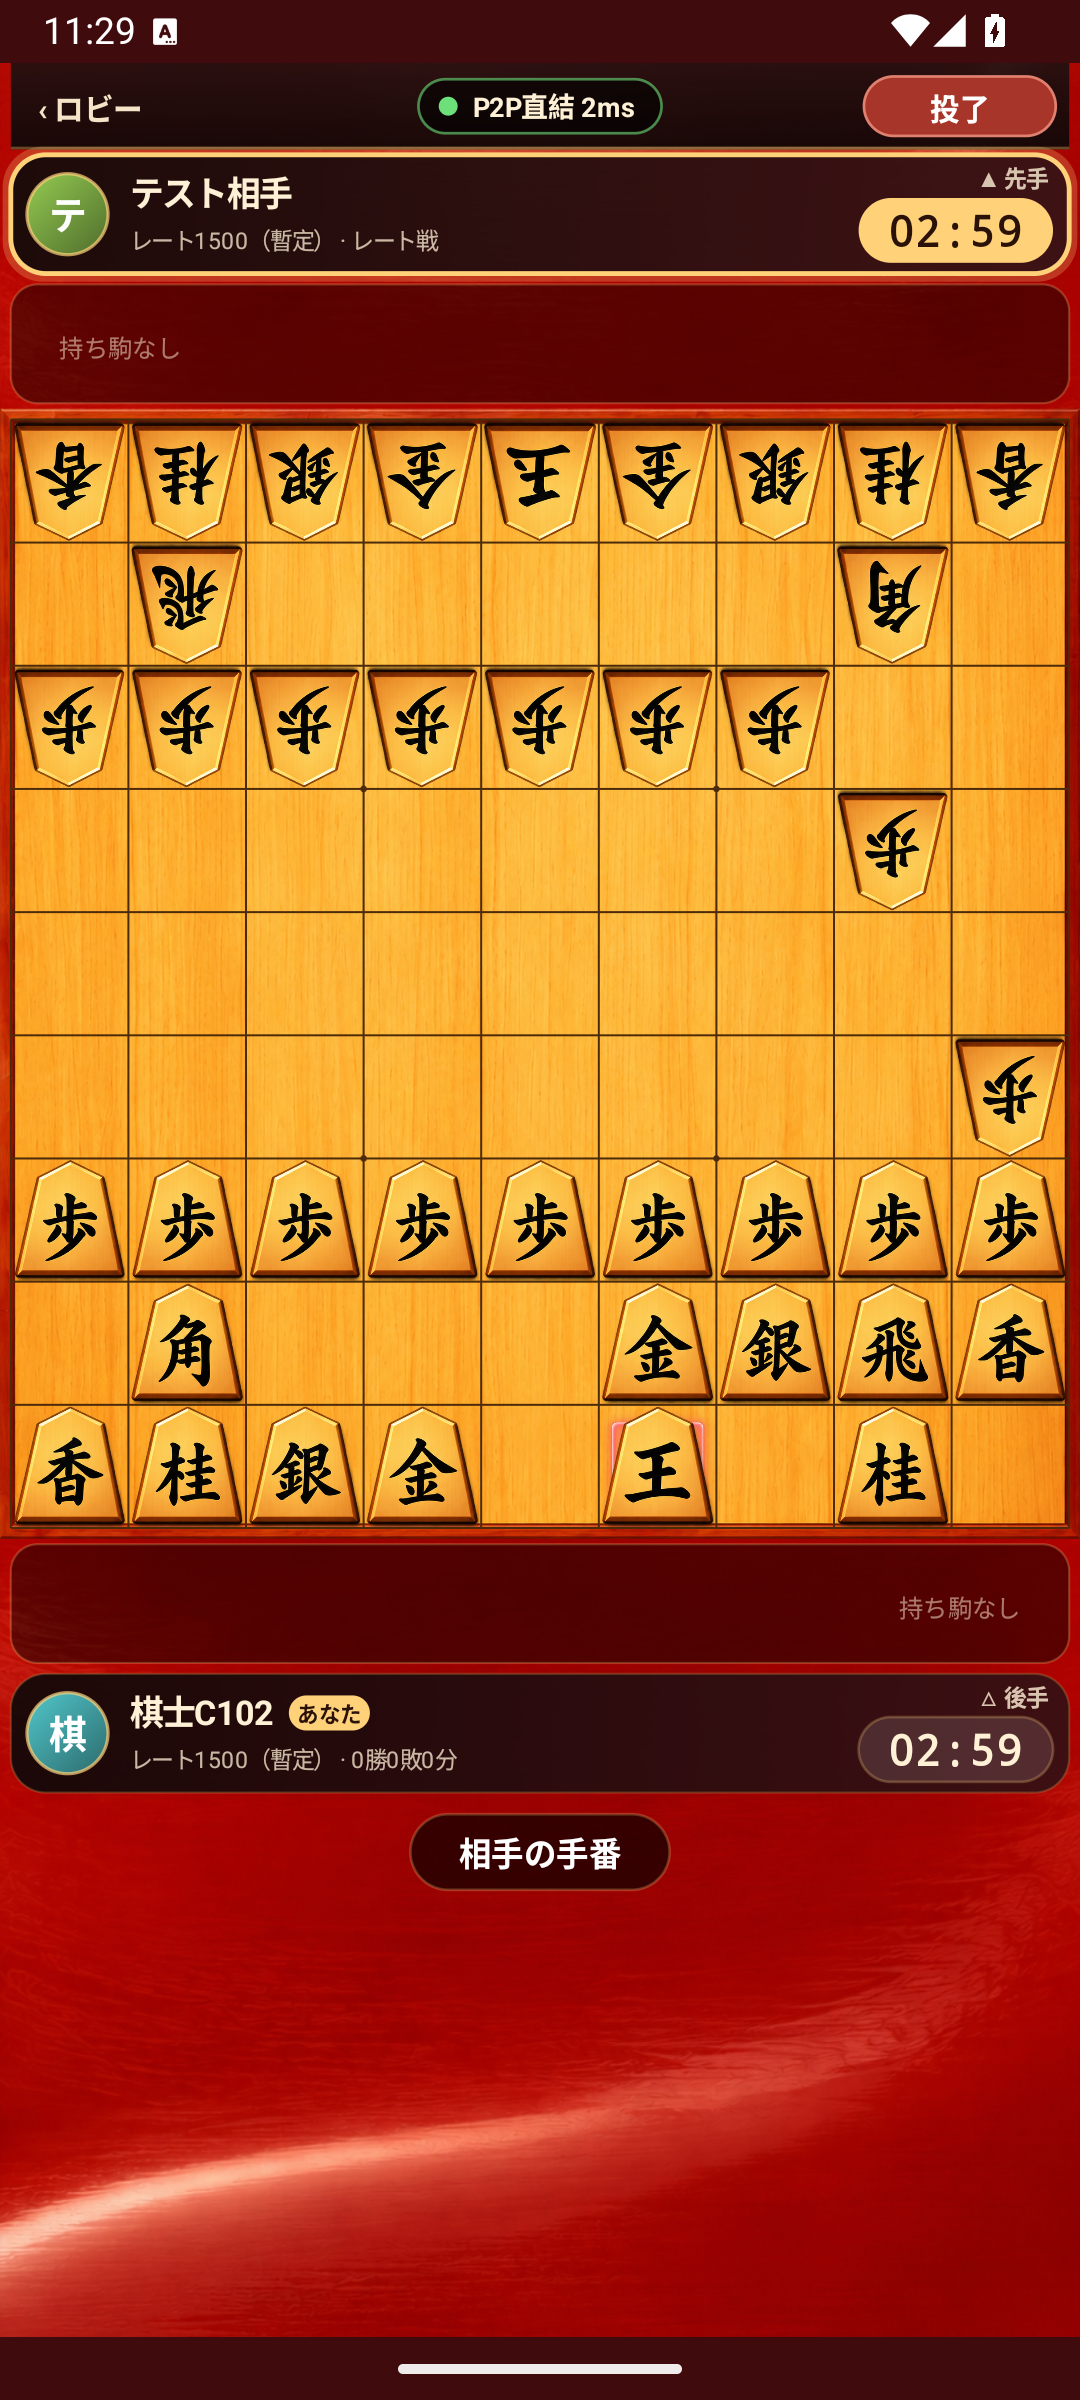 11:29
‹ ロビー
P2P直結 2ms
投了
テ
テスト相手
レート1500（暫定） · レート戦
▲ 先手
02:59
持ち駒なし
香桂銀金玉金銀桂香
飛角
歩歩歩歩歩歩歩
歩
歩
歩歩歩歩歩歩歩歩歩
角金銀飛香
香桂銀金王桂
持ち駒なし
棋
棋士C102 あなた
レート1500（暫定） · 0勝0敗0分
△ 後手
02:59
相手の手番